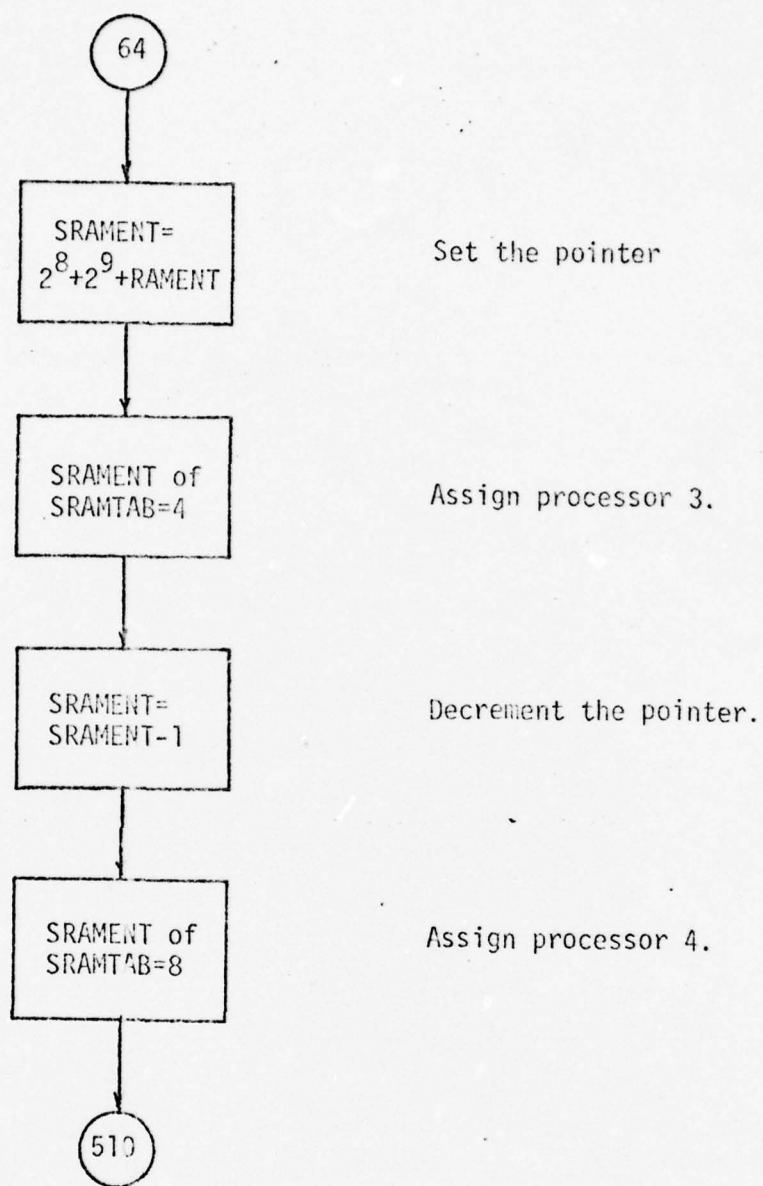 64
SRAMENT=
2^8+2^9+RAMENT
Set the pointer
SRAMENT of
SRAMTAB=4
Assign processor 3.
SRAMENT=
SRAMENT-1
Decrement the pointer.
SRAMENT of
SRAMTAB=8
Assign processor 4.
510